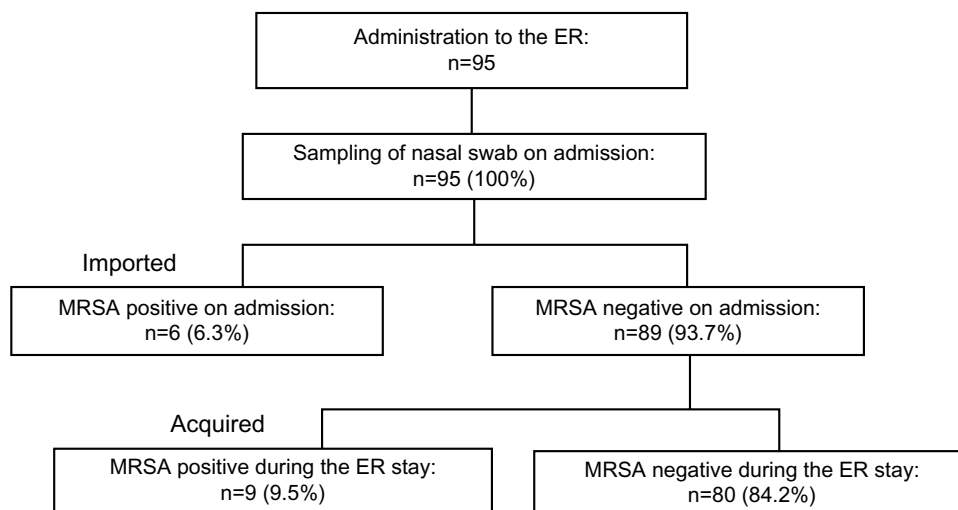 Administration to the ER:
n=95
Sampling of nasal swab on admission:
n=95 (100%)
Imported
MRSA positive on admission:
n=6 (6.3%)
MRSA negative on admission:
n=89 (93.7%)
Acquired
MRSA positive during the ER stay:
n=9 (9.5%)
MRSA negative during the ER stay:
n=80 (84.2%)